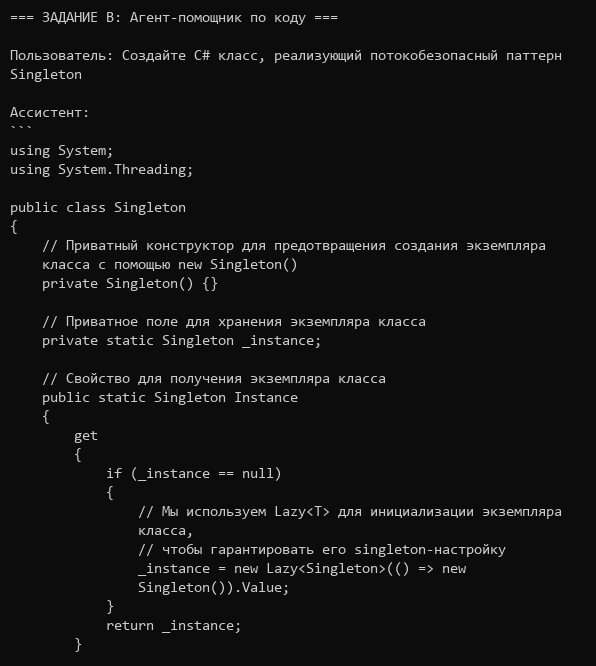 === ЗАДАНИЕ В: Агент-помощник по коду ===
Пользователь: Создайте C# класс, реализующий потокобезопасный паттерн
Singleton
Ассистент:
```
using System;
using System.Threading;
public class Singleton
{
    // Приватный конструктор для предотвращения создания экземпляра
    класса с помощью new Singleton()
    private Singleton() {}
    // Приватное поле для хранения экземпляра класса
    private static Singleton _instance;
    // Свойство для получения экземпляра класса
    public static Singleton Instance
    {
        get
        {
            if (_instance == null)
            {
                // Мы используем Lazy<T> для инициализации экземпляра
                класса,
                // чтобы гарантировать его singleton-настройку
                _instance = new Lazy<Singleton>(() => new
                Singleton()).Value;
            }
            return _instance;
        }